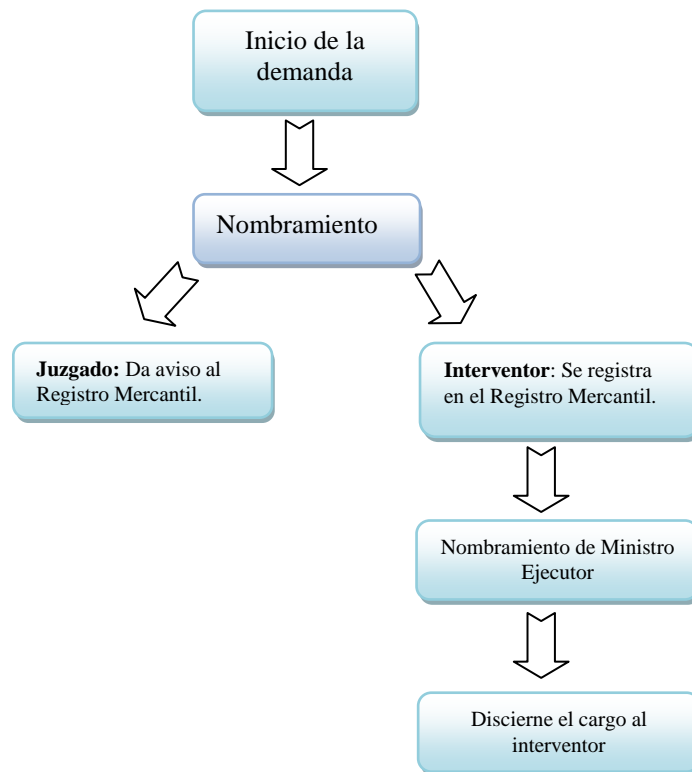 Inicio de la
demanda
Nombramiento
Juzgado: Da aviso al
Registro Mercantil.
Interventor: Se registra
en el Registro Mercantil.
Nombramiento de Ministro
Ejecutor
Discierne el cargo al
interventor